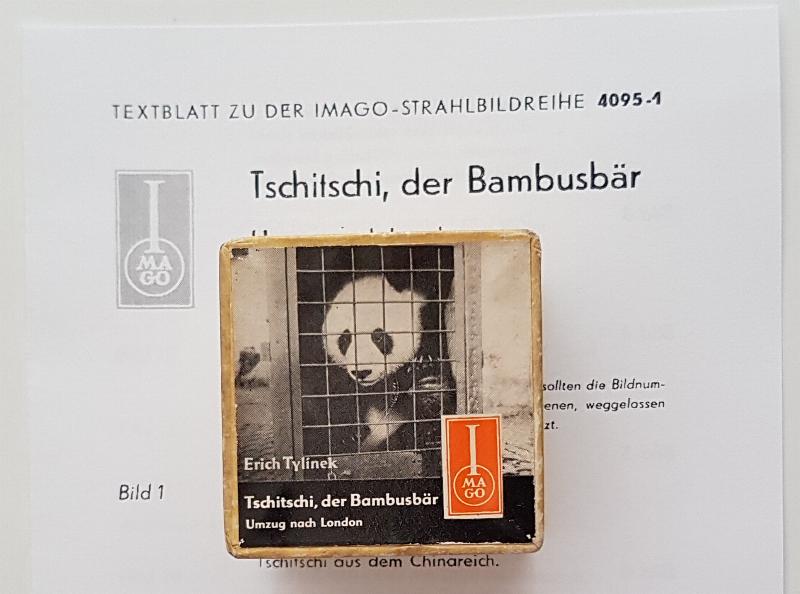 TEXTBLATT ZU DER IMAGO-STRAHLBILDREIHE 4095-1
I
MA
GO
Tschitschi, der Bambusbär
sollten die Bildnum-
enen, weggelassen
zt.
Bild 1
Erich Tylínek
Tschitschi, der Bambusbär
Umzug nach London
I
MA
GO
Tschitschi aus dem Chinareich.